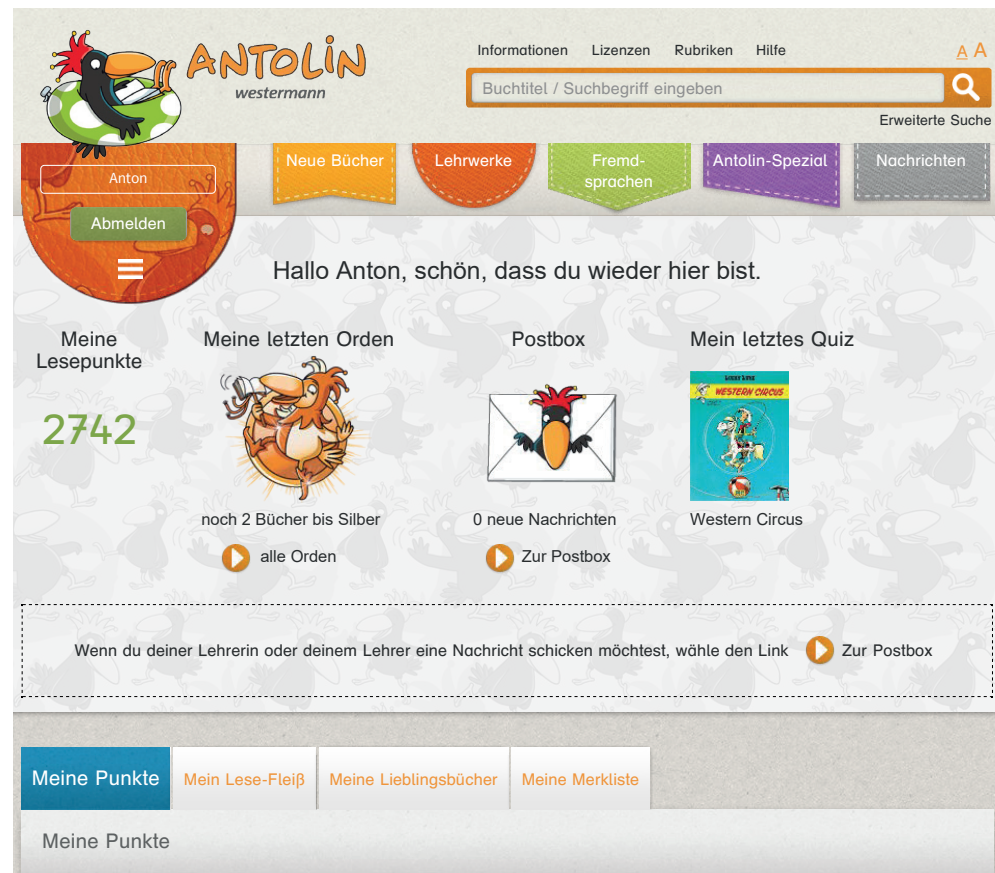 ANTOLIN
westermann
Informationen Lizenzen Rubriken Hilfe A A
Buchtitel / Suchbegriff eingeben
Erweiterte Suche
Anton
Abmelden
Neue Bücher
Lehrwerke
Fremd-
sprachen
Antolin-Spezial
Nachrichten
Hallo Anton, schön, dass du wieder hier bist.
Meine
Lesepunkte
2742
Meine letzten Orden
noch 2 Bücher bis Silber
alle Orden
Postbox
0 neue Nachrichten
Zur Postbox
Mein letztes Quiz
LUCKY LUKE
WESTERN CIRCUS
Western Circus
Wenn du deiner Lehrerin oder deinem Lehrer eine Nachricht schicken möchtest, wähle den Link Zur Postbox
Meine Punkte Mein Lese-Fleiß Meine Lieblingsbücher Meine Merkliste
Meine Punkte